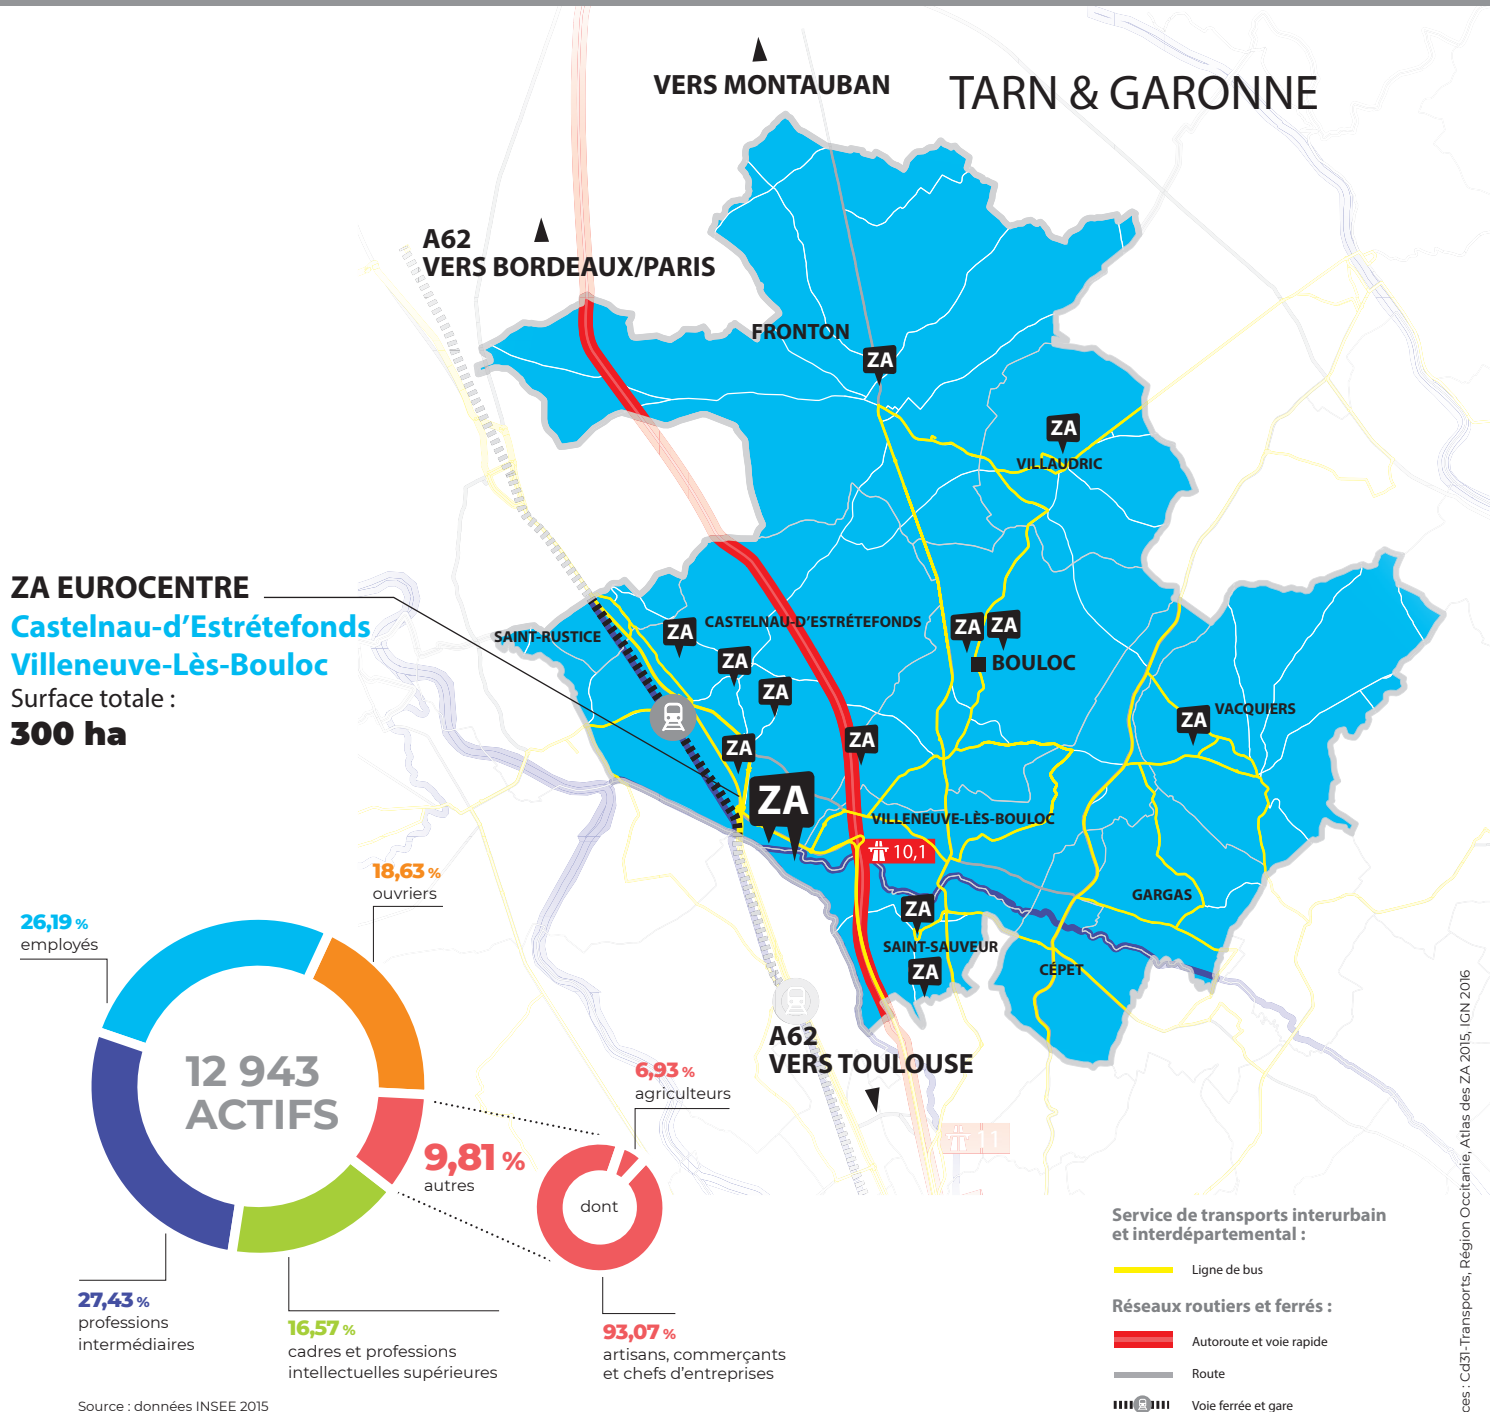 VERS MONTAUBAN
TARN & GARONNE
A62
VERS BORDEAUX/PARIS
FRONTON
ZA
ZA
VILLAUDRIC
ZA EUROCENTRE
Castelnau-d'Estrétefonds
Villeneuve-Lès-Bouloc
Surface totale :
300 ha
SAINT-RUSTICE
ZA
CASTELNAU-D'ESTRÉTEFONDS
ZA
ZA
ZA
ZA
BOULOC
ZA
VACQUIERS
ZA
ZA
ZA
ZA
VILLENEUVE-LÈS-BOULOC
10,1
GARGAS
ZA
SAINT-SAUVEUR
CÉPET
ZA
A62
VERS TOULOUSE
11
18,63 %
ouvriers
26,19 %
employés
12 943
ACTIFS
9,81 %
autres
6,93 %
agriculteurs
dont
27,43 %
professions
intermédiaires
16,57 %
cadres et professions
intellectuelles supérieures
93,07 %
artisans, commerçants
et chefs d'entreprises
Source : données INSEE 2015
Service de transports interurbain
et interdépartemental :
Ligne de bus
Réseaux routiers et ferrés :
Autoroute et voie rapide
Route
Voie ferrée et gare
ces : Cd31-Transports, Région Occitanie, Atlas des ZA 2015, IGN 2016